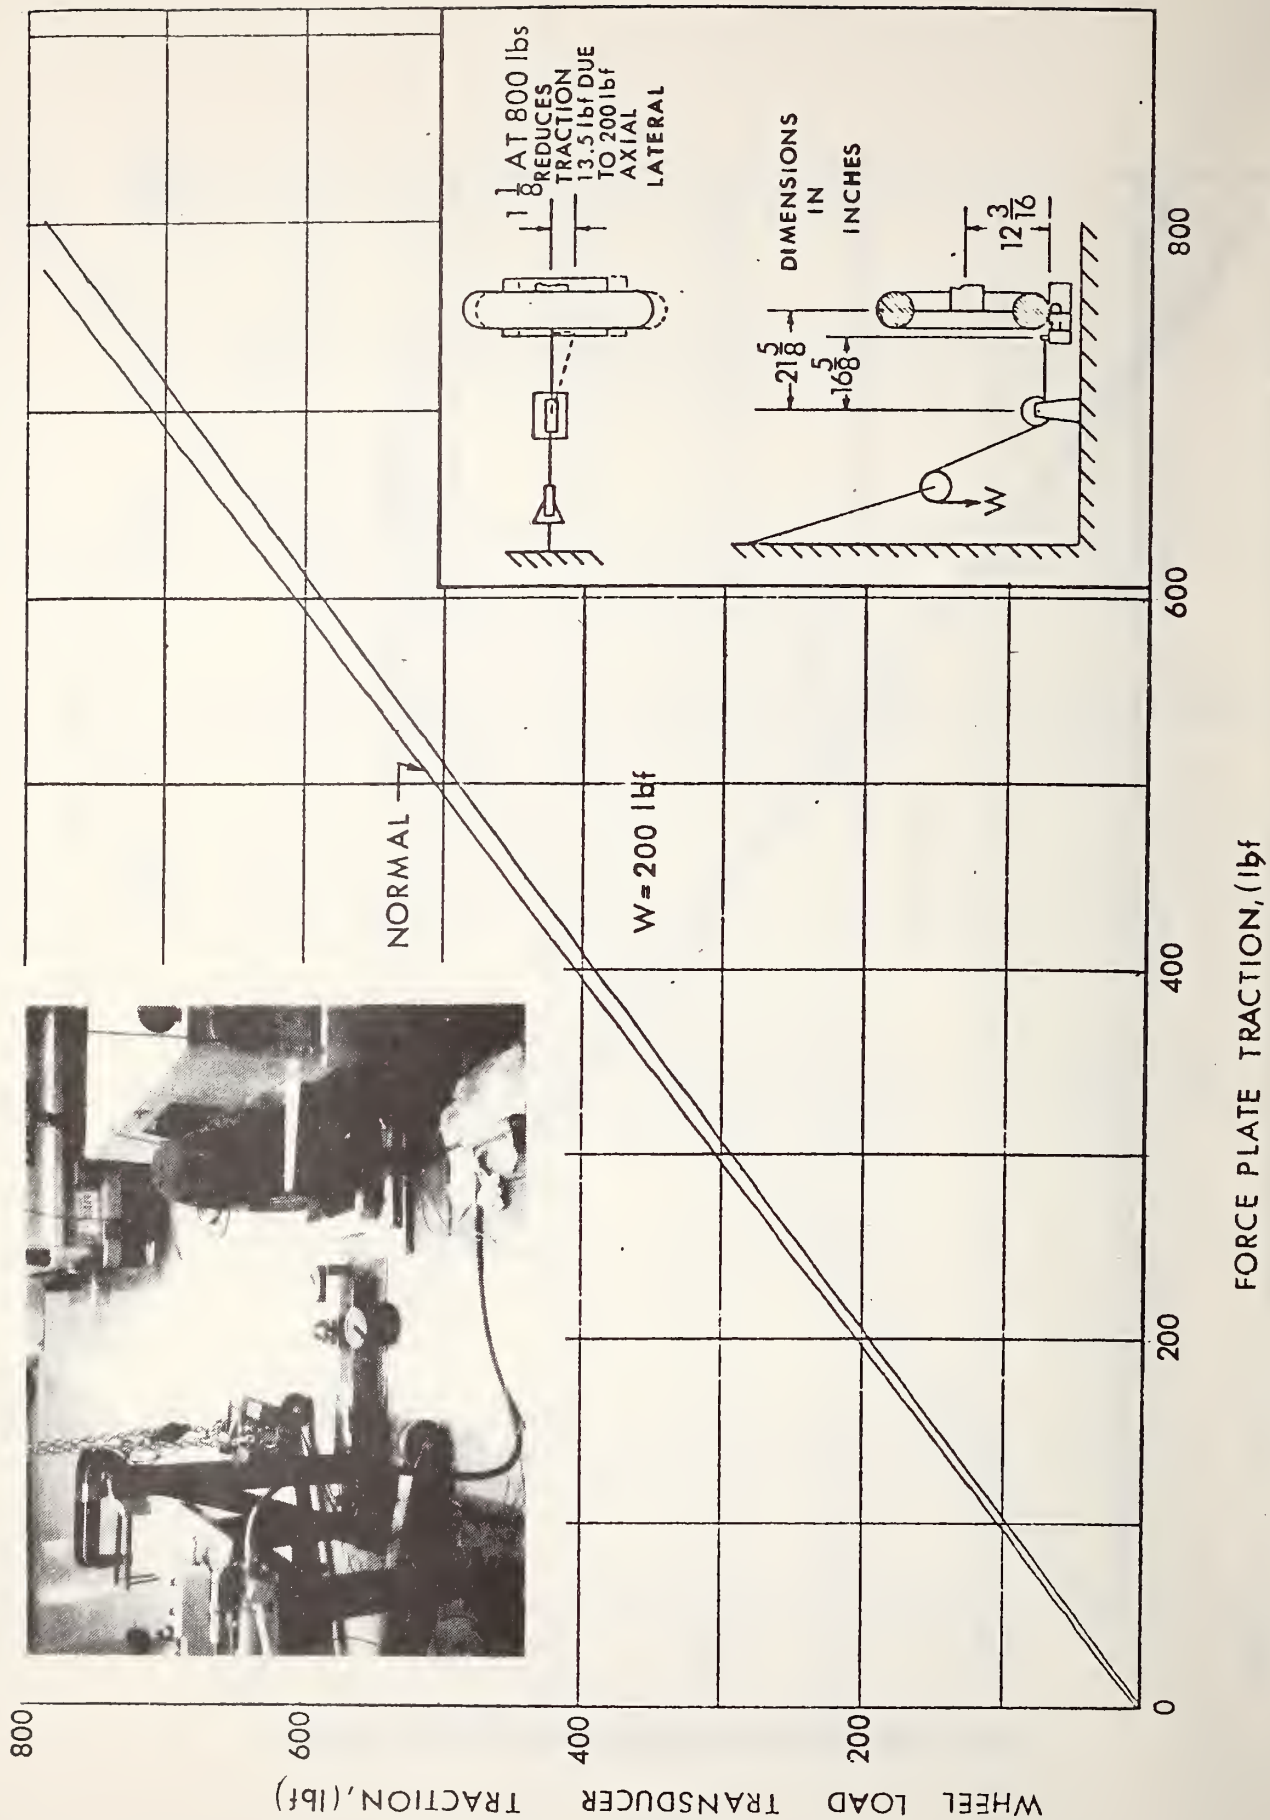 WHEEL LOAD TRANSDUCER TRACTION, (lbf)
800
600
400
200
0
200
400
600
800
FORCE PLATE TRACTION, (lbf
NORMAL
W=200 lbf
1 1/8 AT 800 lbs
REDUCES
TRACTION
13.5 lbf DUE
TO 200 lbf
AXIAL
LATERAL
DIMENSIONS
IN
INCHES
21 5/8
16 5/8
12 3/16
W